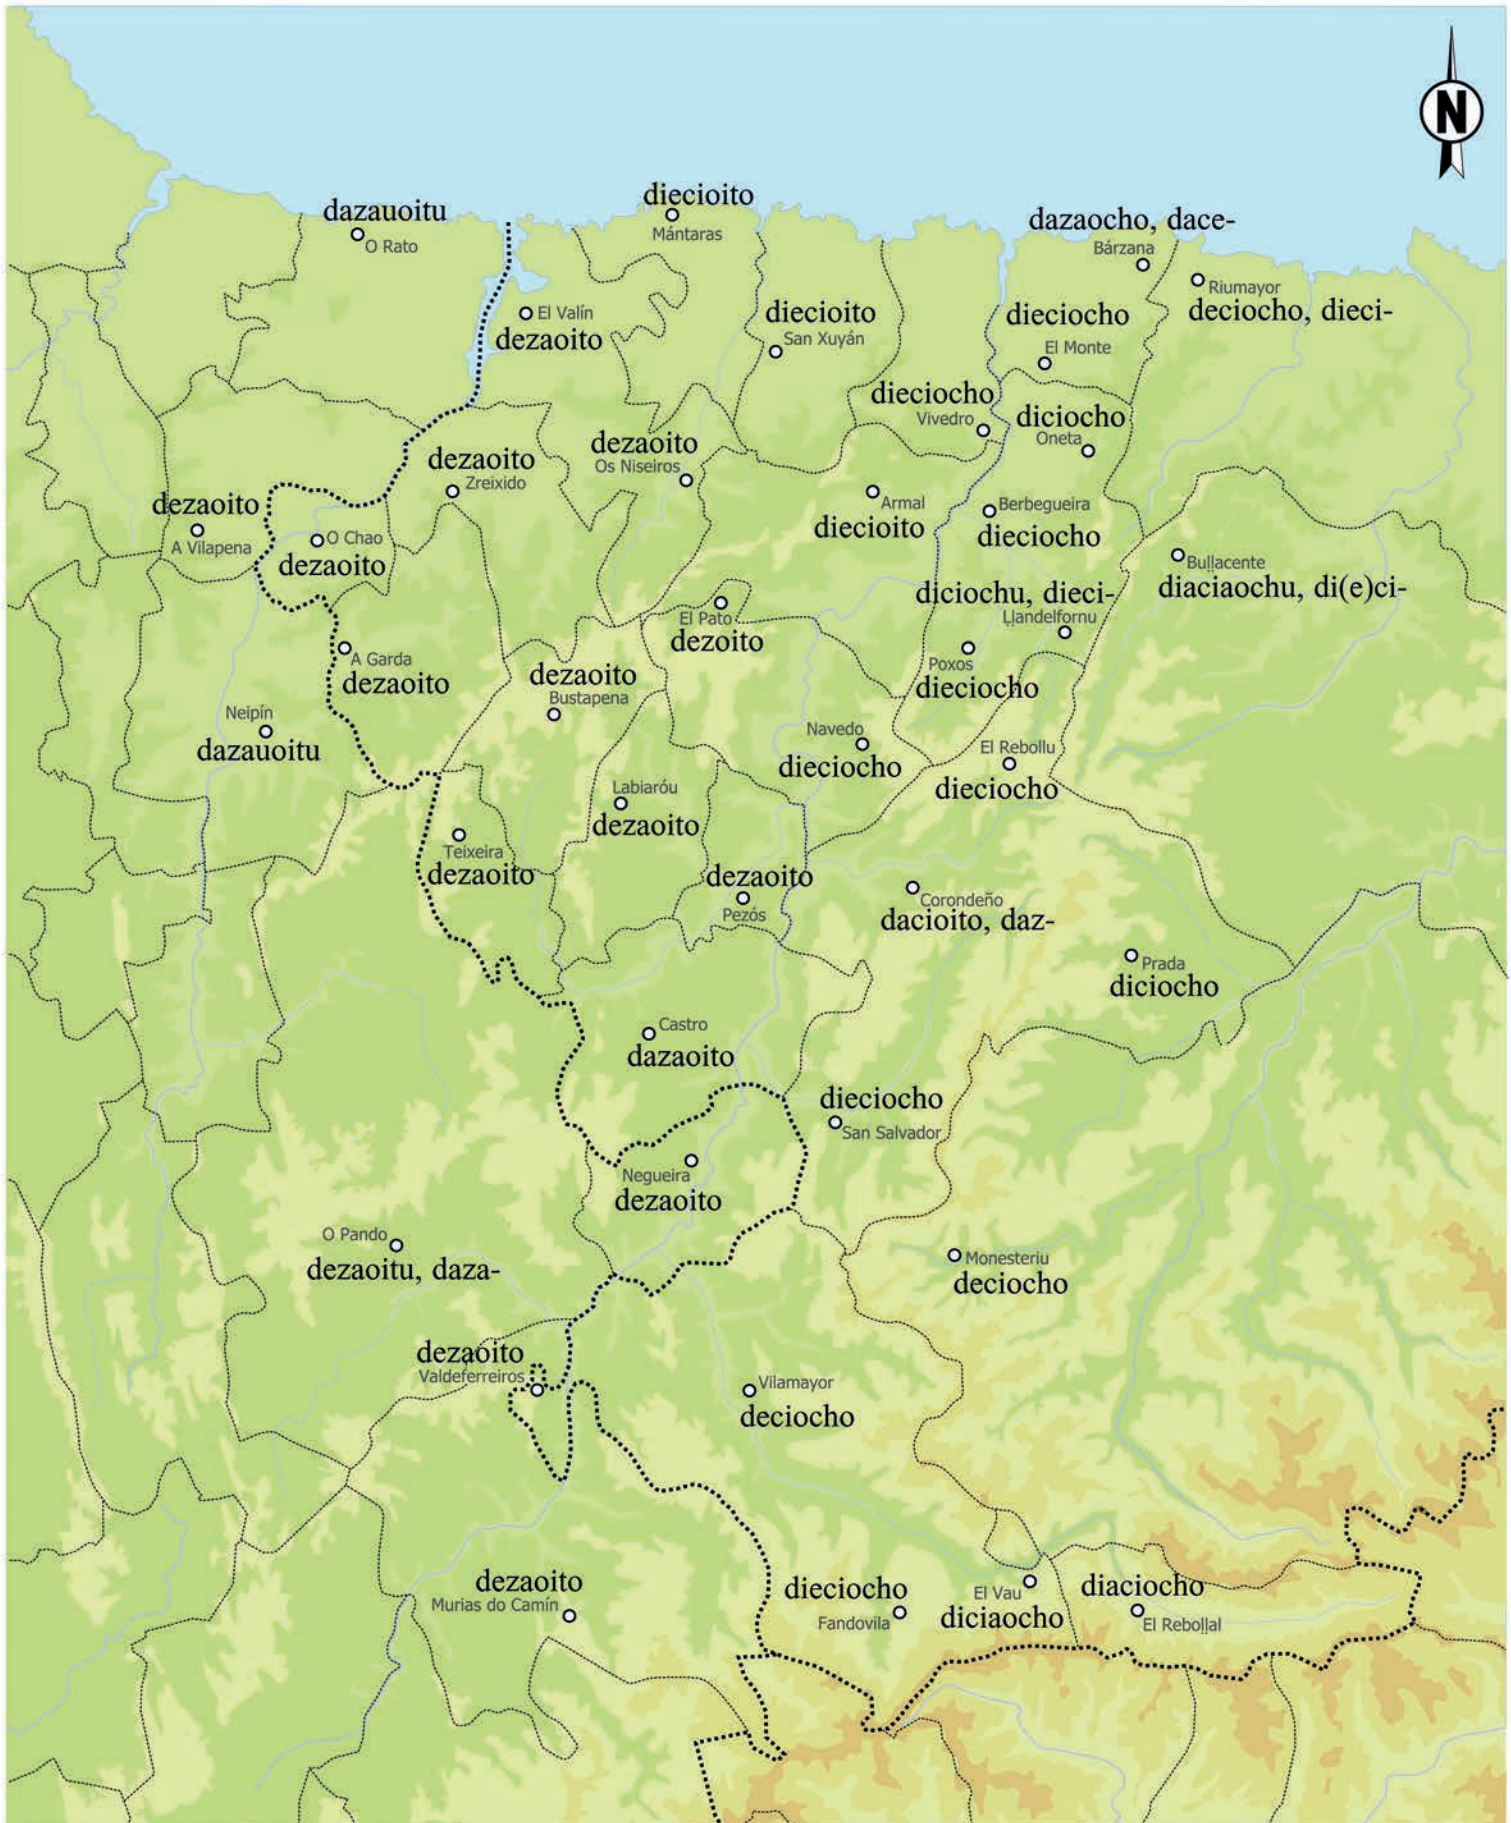 N
diecioito
Mántaras
dazauoitu
O Rato
dazaocho, dace-
Bárzana
Riumayor
deciocho, dieci-
El Valín
dezaoito
diecioito
San Xuyán
dieciocho
El Monte
dieciocho
Vivedro
diciocho
Oneta
dezaoito
Os Niseiros
dezaoito
Zreixido
dezaoito
A Vilapena
O Chao
dezaoito
Armal
diecioito
Berbegueira
dieciocho
Buḷḷacente
diaciaochu, di(e)ci-
diciochu, dieci-
Ḷḷandelfornu
El Pato
dezoito
Poxos
dieciocho
A Garda
dezaoito
dezaoito
Bustapena
Neipín
dazauoitu
Navedo
dieciocho
El Rebollu
dieciocho
Labiaróu
dezaoito
Teixeira
dezaoito
dezaoito
Pezós
Corondeño
dacioito, daz-
Prada
diciocho
Castro
dazaoito
dieciocho
San Salvador
Negueira
dezaoito
O Pando
dezaoitu, daza-
Monesteriu
deciocho
dezaoito
Valdeferreiros
Vilamayor
deciocho
dezaoito
Murias do Camín
dieciocho
Fandovila
El Vau
diciaocho
diaciocho
El Reboḷḷal